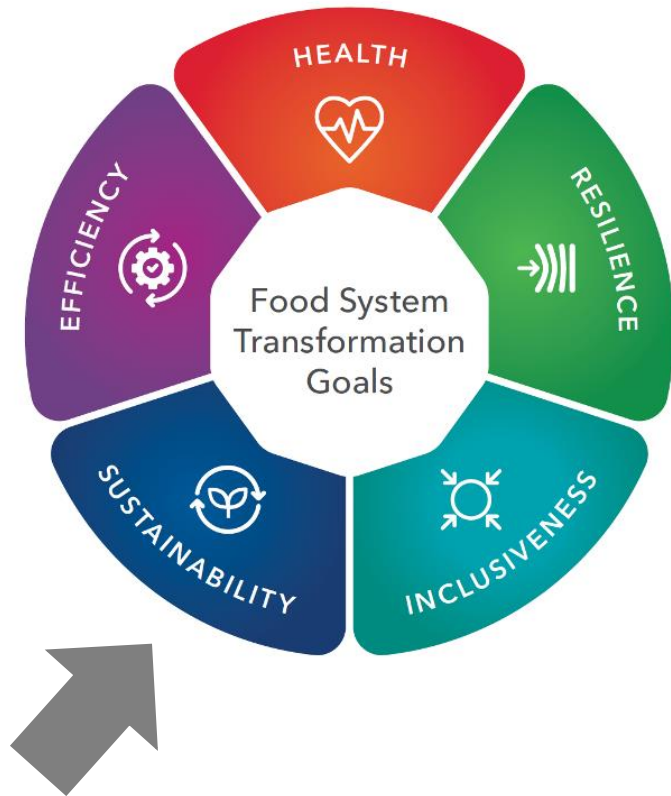 HEALTH
RESILIENCE
INCLUSIVENESS
SUSTAINABILITY
EFFICIENCY
Food System
Transformation
Goals